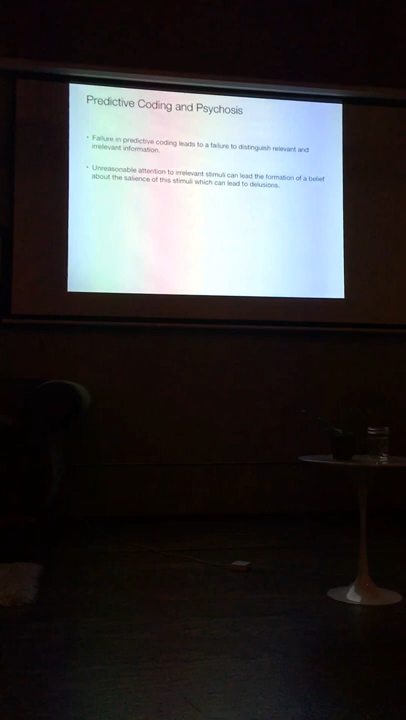 Predictive Coding and Psychosis
• Failure in predictive coding leads to a failure to distinguish relevant and
irrelevant information.
• Unreasonable attention to irrelevant stimuli can lead the formation of a belief
about the salience of this stimuli which can lead to delusions.